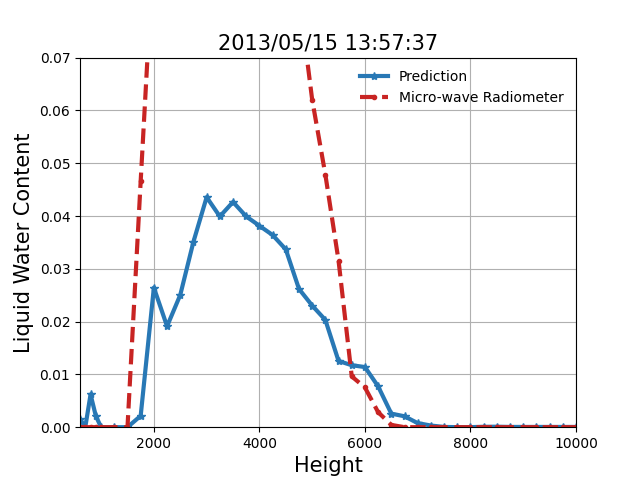 2013/05/15 13:57:37
Prediction
Micro-wave Radiometer
Liquid Water Content
0.07
0.06
0.05
0.04
0.03
0.02
0.01
0.00
2000 4000 6000 8000 10000
Height